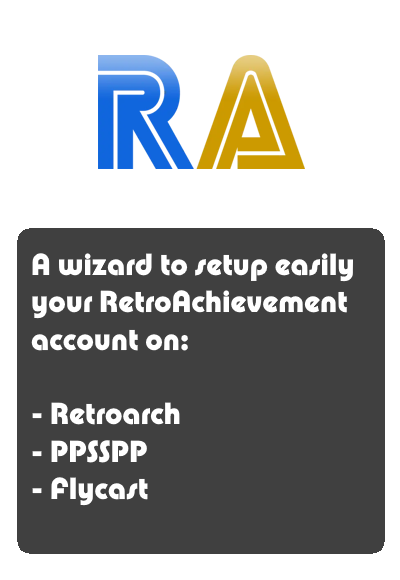 RA
A wizard to setup easily
your RetroAchievement
account on:
- Retroarch
- PPSSPP
- Flycast